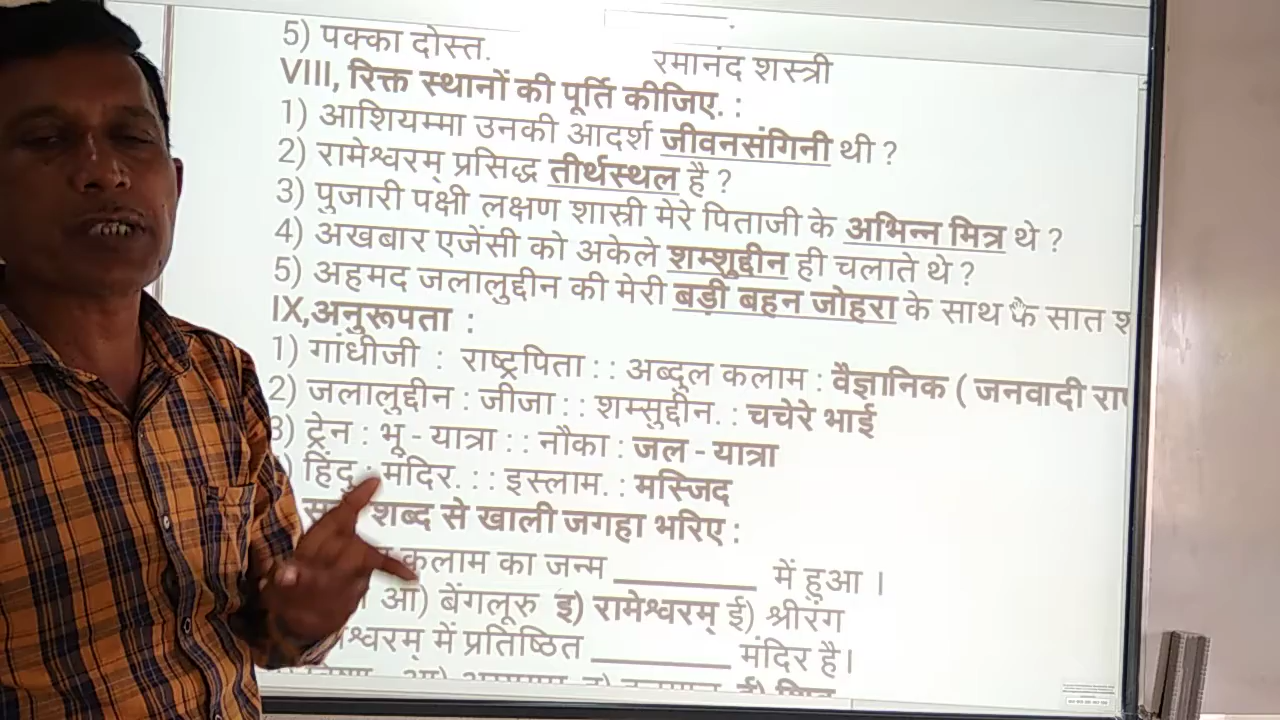 5) पक्का दोस्त. रमानंद शस्त्री
VIII, रिक्त स्थानों की पूर्ति कीजिए. :
1) आशियम्मा उनकी आदर्श जीवनसंगिनी थी ?
2) रामेश्वरम् प्रसिद्ध तीर्थस्थल है ?
3) पुजारी पक्षी लक्षण शास्त्री मेरे पिताजी के अभिन्न मित्र थे ?
4) अखबार एजेंसी को अकेले शम्शुद्दीन ही चलाते थे ?
5) अहमद जलालुद्दीन की मेरी बड़ी बहन जोहरा के साथ के सात
IX,अनुरूपता :
1) गांधीजी : राष्ट्रपिता : : अब्दुल कलाम : वैज्ञानिक ( जनवादी
2) जलालुद्दीन : जीजा : : शम्सुद्दीन. : चचेरे भाई
3) ट्रेन : भू - यात्रा : : नौका : जल - यात्रा
) हिंदु : मंदिर. : : इस्लाम. : मस्जिद
शब्द से खाली जगहा भरिए :
कलाम का जन्म ________ में हुआ ।
आ) बेंगलूरु इ) रामेश्वरम् ई) श्रीरंग
में प्रतिष्ठित ________ मंदिर है।